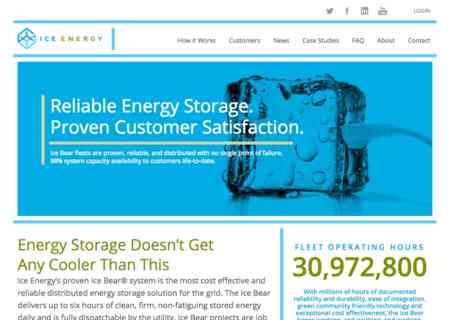 LOGIN
ICE ENERGY
How it Works Customers News Case Studies FAQ About Contact
Reliable Energy Storage.
Proven Customer Satisfaction.
Ice Bear fleets are proven, reliable, and distributed with no single point of failure.
98% system capacity availability to customers life-to-date.
Energy Storage Doesn't Get
Any Cooler Than This
Ice Energy's proven Ice Bear® system is the most cost effective and
reliable distributed energy storage solution for the grid. The Ice Bear
delivers up to six hours of clean, firm, non-fatiguing stored energy
daily and is fully dispatchable by the utility. Ice Bear projects are job
FLEET OPERATING HOURS
30,972,800
With millions of hours of documented
reliability and durability, ease of integration,
green community friendly technology and
exceptional cost effectiveness, the Ice Bear